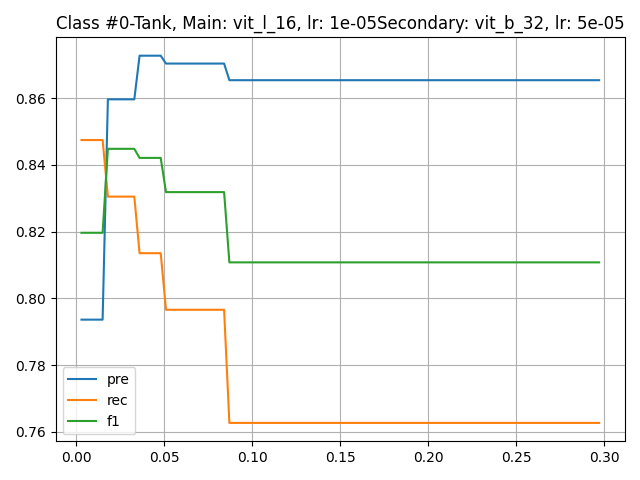 Class #0-Tank, Main: vit_l_16, lr: 1e-05Secondary: vit_b_32, lr: 5e-05
0.86
0.84
0.82
0.80
0.78
0.76
pre
rec
f1
0.00 0.05 0.10 0.15 0.20 0.25 0.30